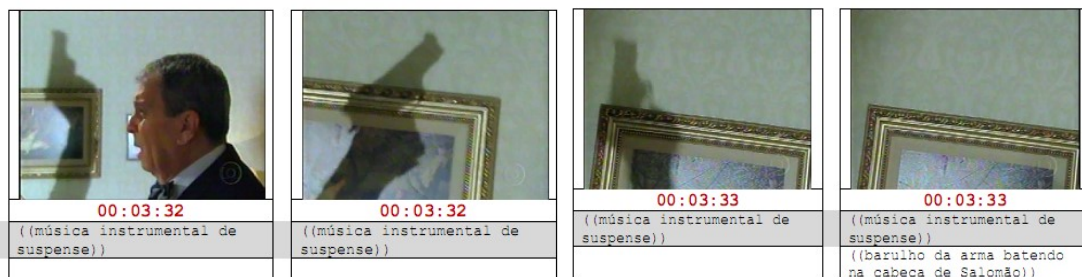 00:03:32
((música instrumental de
suspense))
00:03:32
((música instrumental de
suspense))
00:03:33
((música instrumental de
suspense))
00:03:33
((música instrumental de
suspense))
((barulho da arma batendo
na cabeça de Salomão))